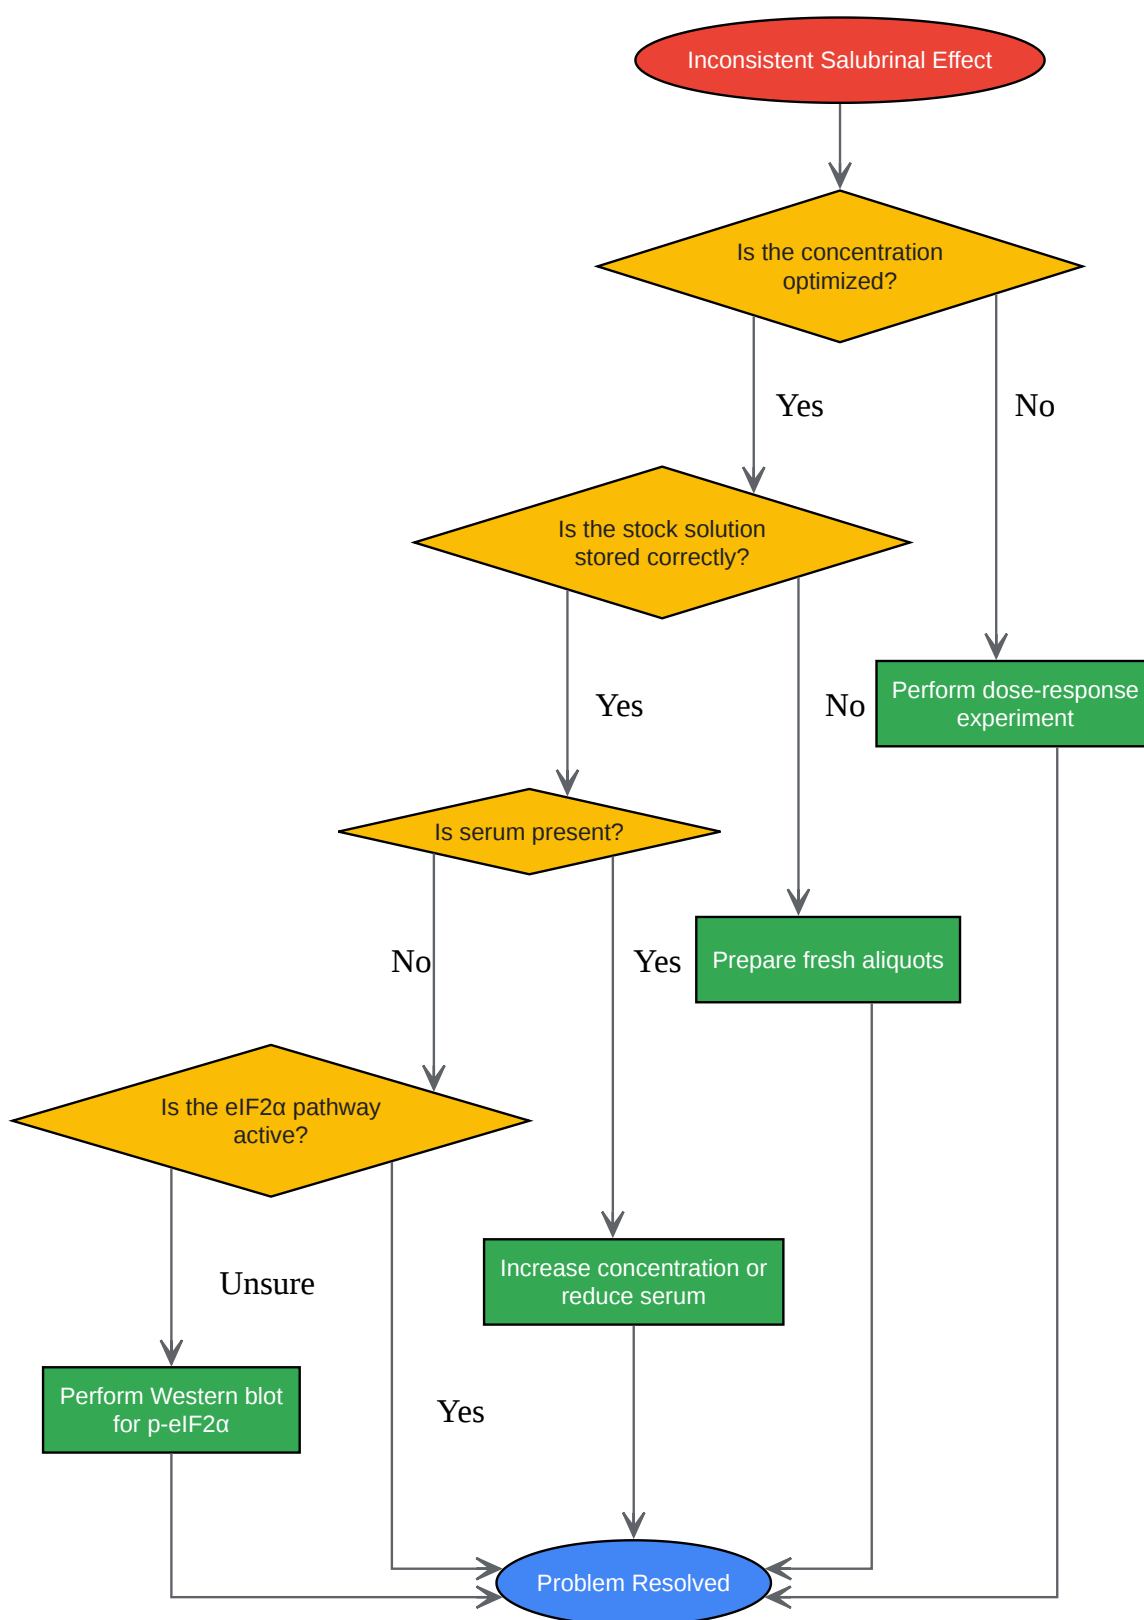 Inconsistent Salubrinal Effect
Is the concentration
optimized?
Yes
No
Is the stock solution
stored correctly?
Yes
No
Perform dose-response
experiment
Is serum present?
No
Yes
Prepare fresh aliquots
Is the eIF2α pathway
active?
Unsure
Increase concentration or
reduce serum
Perform Western blot
for p-eIF2α
Yes
Problem Resolved